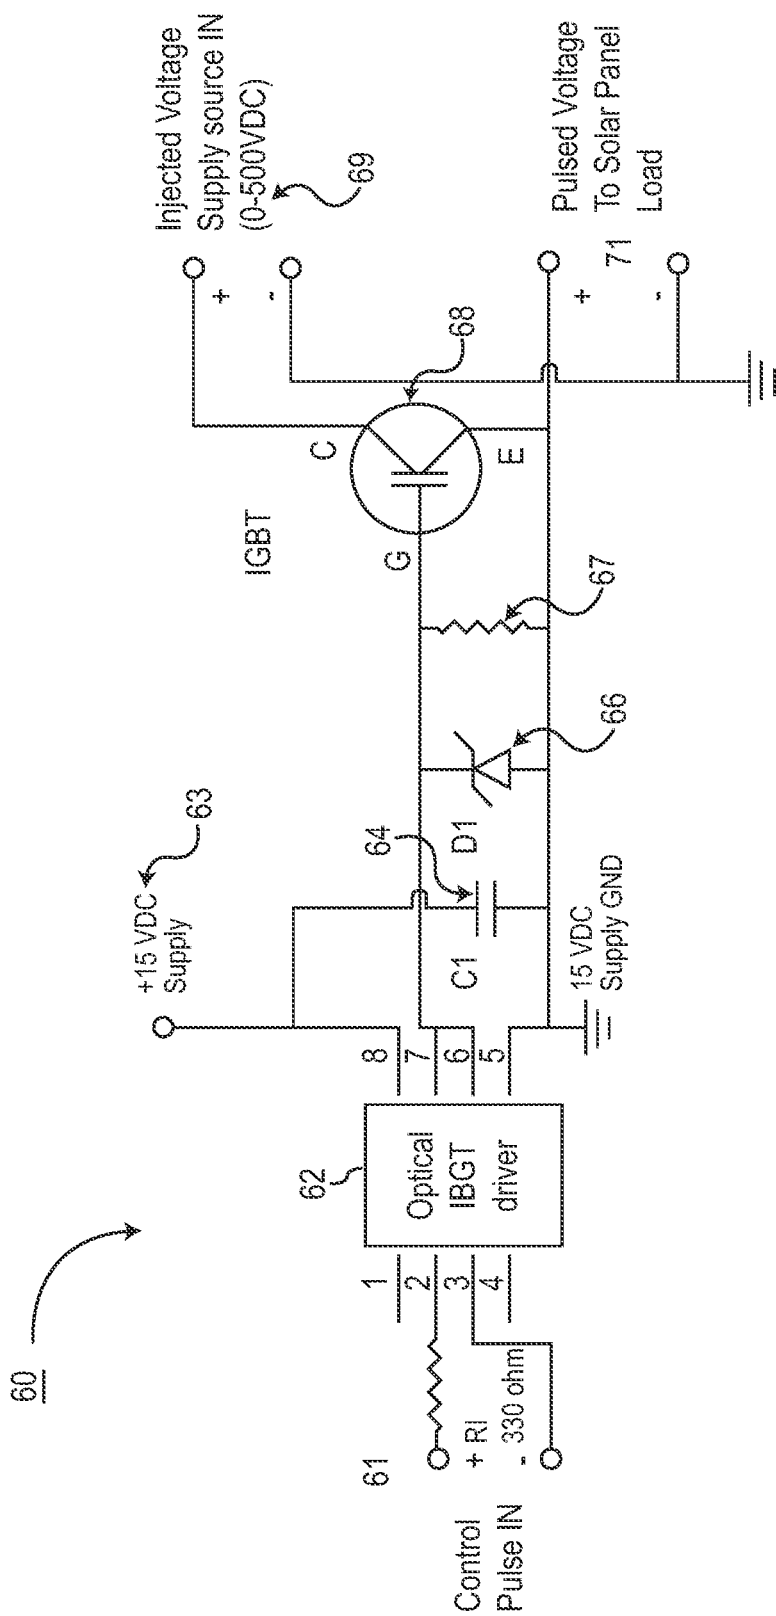 60
Control
Pulse IN
61
+ RI
- 330 ohm
1
2
3
4
62
Optical
IBGT
driver
8
7
6
5
+15 VDC
Supply
63
15 VDC
Supply GND
C1
64
D1
66
67
IGBT
G
C
E
68
Injected Voltage
Supply source IN
(0-500VDC)
69
+
-
Pulsed Voltage
To Solar Panel
Load
71
+
-